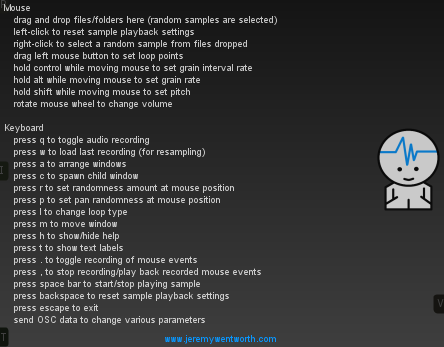 Mouse
drag and drop files/folders here (random samples are selected)
left-click to reset sample playback settings
right-click to select a random sample from files dropped
drag left mouse button to set loop points
hold control while moving mouse to set grain interval rate
hold alt while moving mouse to set grain rate
hold shift while moving mouse to set pitch
rotate mouse wheel to change volume
Keyboard
press q to toggle audio recording
press w to load last recording (for resampling)
press a to arrange windows
press c to spawn child window
press r to set randomness amount at mouse position
press p to set pan randomness at mouse position
press l to change loop type
press m to move window
press h to show/hide help
press t to show text labels
press . to toggle recording of mouse events
press , to stop recording/play back recorded mouse events
press space bar to start/stop playing sample
press backspace to reset sample playback settings
press escape to exit
send OSC data to change various parameters
www.jeremywentworth.com
I
V
T